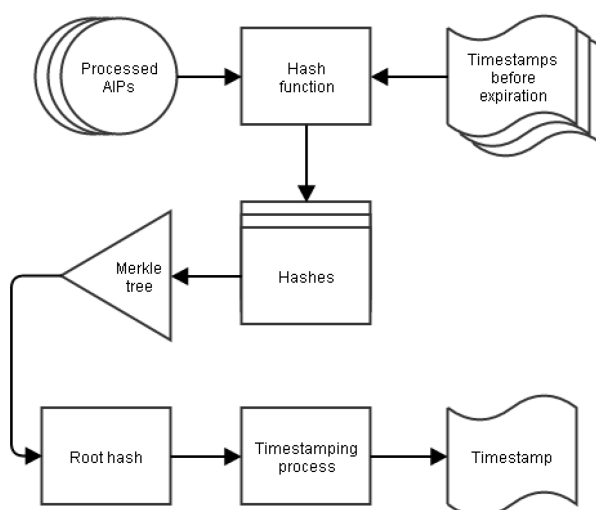 Processed
AIPs
Hash
function
Timestamps
before
expiration
Merkle
tree
Hashes
Root hash
Timestamping
process
Timestamp